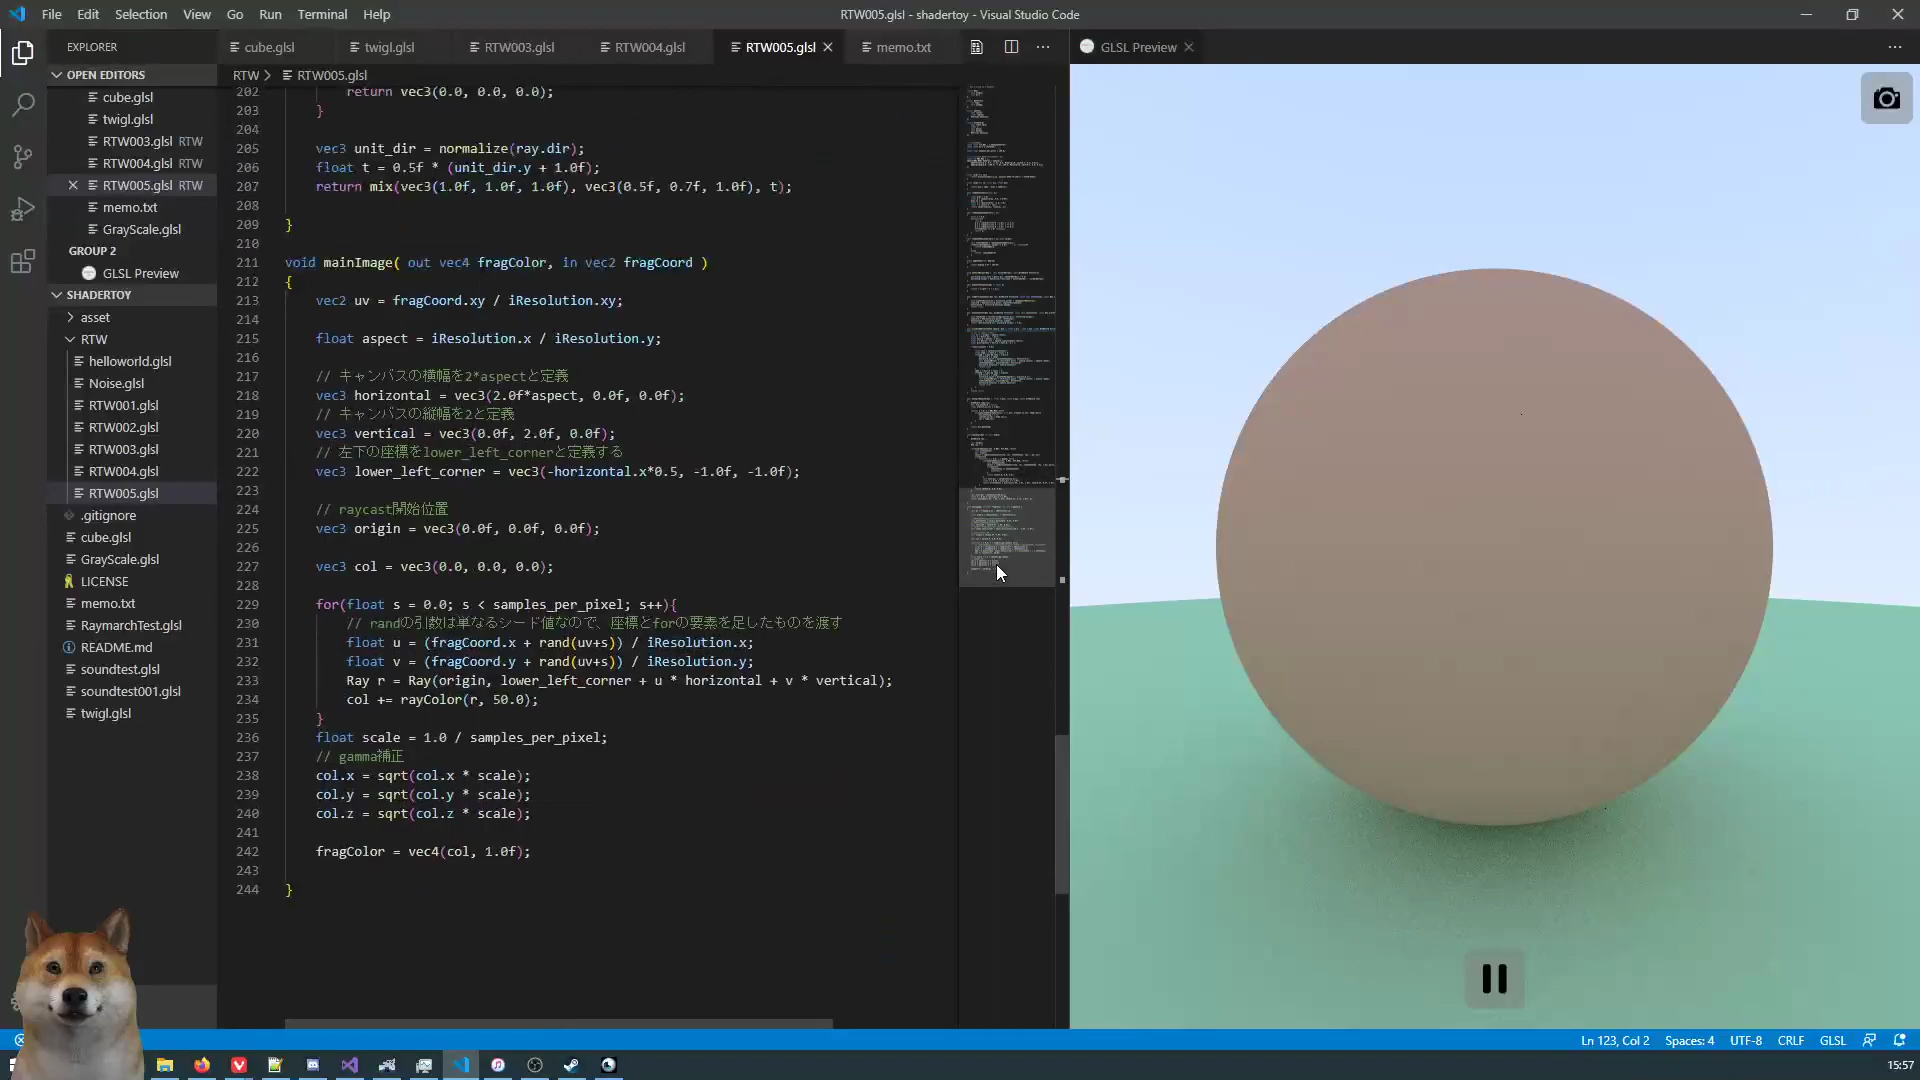 File Edit Selection View Go Run Terminal Help
RTW005.glsl - shadertoy - Visual Studio Code
EXPLORER
OPEN EDITORS
cube.glsl
twigl.glsl
RTW003.glsl RTW
RTW004.glsl RTW
RTW005.glsl RTW
memo.txt
GrayScale.glsl
GROUP 2
GLSL Preview
SHADERTOY
asset
RTW
helloworld.glsl
Noise.glsl
RTW001.glsl
RTW002.glsl
RTW003.glsl
RTW004.glsl
RTW005.glsl
.gitignore
cube.glsl
GrayScale.glsl
LICENSE
memo.txt
RaymarchTest.glsl
README.md
soundtest.glsl
soundtest001.glsl
twigl.glsl
cube.glsl twigl.glsl RTW003.glsl RTW004.glsl RTW005.glsl memo.txt
RTW > RTW005.glsl
202 return vec3(0.0, 0.0, 0.0);
203 }
204
205 vec3 unit_dir = normalize(ray.dir);
206 float t = 0.5f * (unit_dir.y + 1.0f);
207 return mix(vec3(1.0f, 1.0f, 1.0f), vec3(0.5f, 0.7f, 1.0f), t);
208
209 }
210
211 void mainImage( out vec4 fragColor, in vec2 fragCoord )
212 {
213 vec2 uv = fragCoord.xy / iResolution.xy;
214
215 float aspect = iResolution.x / iResolution.y;
216
217 // キャンバスの横幅を2*aspectと定義
218 vec3 horizontal = vec3(2.0f*aspect, 0.0f, 0.0f);
219 // キャンバスの縦幅を2と定義
220 vec3 vertical = vec3(0.0f, 2.0f, 0.0f);
221 // 左下の座標をlower_left_cornerと定義する
222 vec3 lower_left_corner = vec3(-horizontal.x*0.5, -1.0f, -1.0f);
223
224 // raycast開始位置
225 vec3 origin = vec3(0.0f, 0.0f, 0.0f);
226
227 vec3 col = vec3(0.0, 0.0, 0.0);
228
229 for(float s = 0.0; s < samples_per_pixel; s++){
230 // randの引数は単なるシード値なので、座標とforの要素を足したものを渡す
231 float u = (fragCoord.x + rand(uv+s)) / iResolution.x;
232 float v = (fragCoord.y + rand(uv+s)) / iResolution.y;
233 Ray r = Ray(origin, lower_left_corner + u * horizontal + v * vertical);
234 col += rayColor(r, 50.0);
235 }
236 float scale = 1.0 / samples_per_pixel;
237 // gamma補正
238 col.x = sqrt(col.x * scale);
239 col.y = sqrt(col.y * scale);
240 col.z = sqrt(col.z * scale);
241
242 fragColor = vec4(col, 1.0f);
243
244 }
GLSL Preview
Ln 123, Col 2 Spaces: 4 UTF-8 CRLF GLSL
15:57